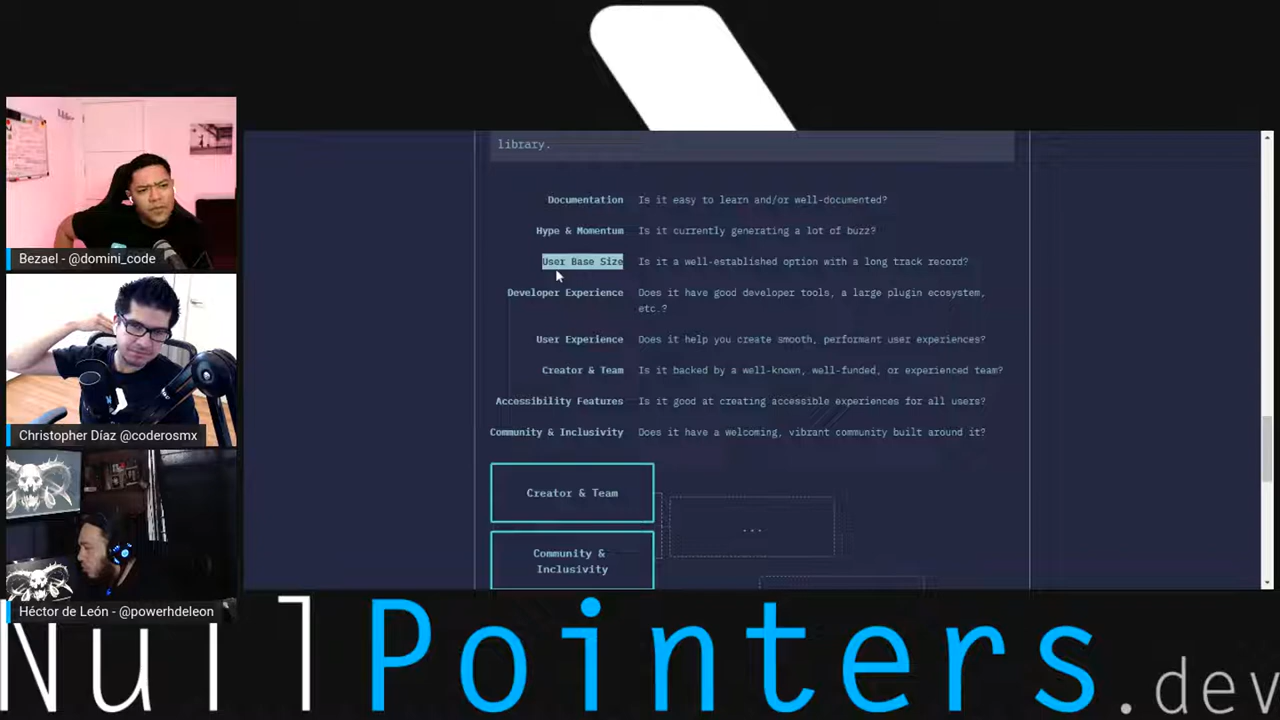 library.
Documentation Is it easy to learn and/or well-documented?
Hype & Momentum Is it currently generating a lot of buzz?
User Base Size Is it a well-established option with a long track record?
Developer Experience Does it have good developer tools, a large plugin ecosystem,
etc.?
User Experience Does it help you create smooth, performant user experiences?
Creator & Team Is it backed by a well-known, well-funded, or experienced team?
Accessibility Features Is it good at creating accessible experiences for all users?
Community & Inclusivity Does it have a welcoming, vibrant community built around it?
Creator & Team
...
Community &
Inclusivity
Bezael - @domini_code
Christopher Díaz @coderosmx
Héctor de León - @powerhdeleon
NullPointers.dev